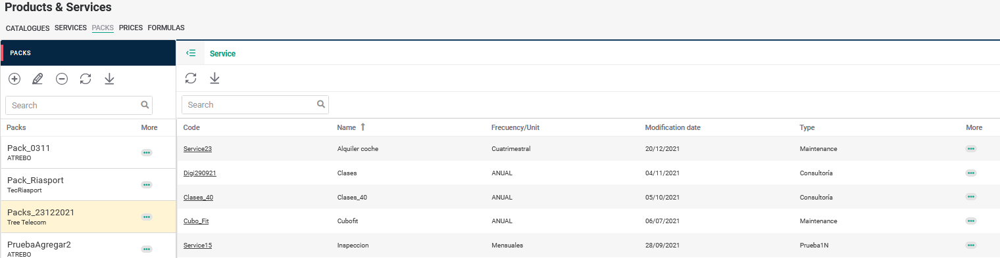 Products & Services
CATALOGUES SERVICES PACKS PRICES FORMULAS
PACKS
Search
Packs More
Pack_0311
ATREBO
Pack_Riasport
TecRiasport
Packs_23122021
Tree Telecom
PruebaAgregar2
ATREBO
Service
Search
Code Name Frecuency/Unit Modification date Type More
Service23 Alquiler coche Cuatrimestral 20/12/2021 Maintenance
Digi290921 Clases ANUAL 04/11/2021 Consultoría
Clases_40 Clases_40 ANUAL 05/10/2021 Consultoría
Cubo_Fit Cubofit ANUAL 06/07/2021 Maintenance
Service15 Inspeccion Mensuales 28/09/2021 Prueba1N